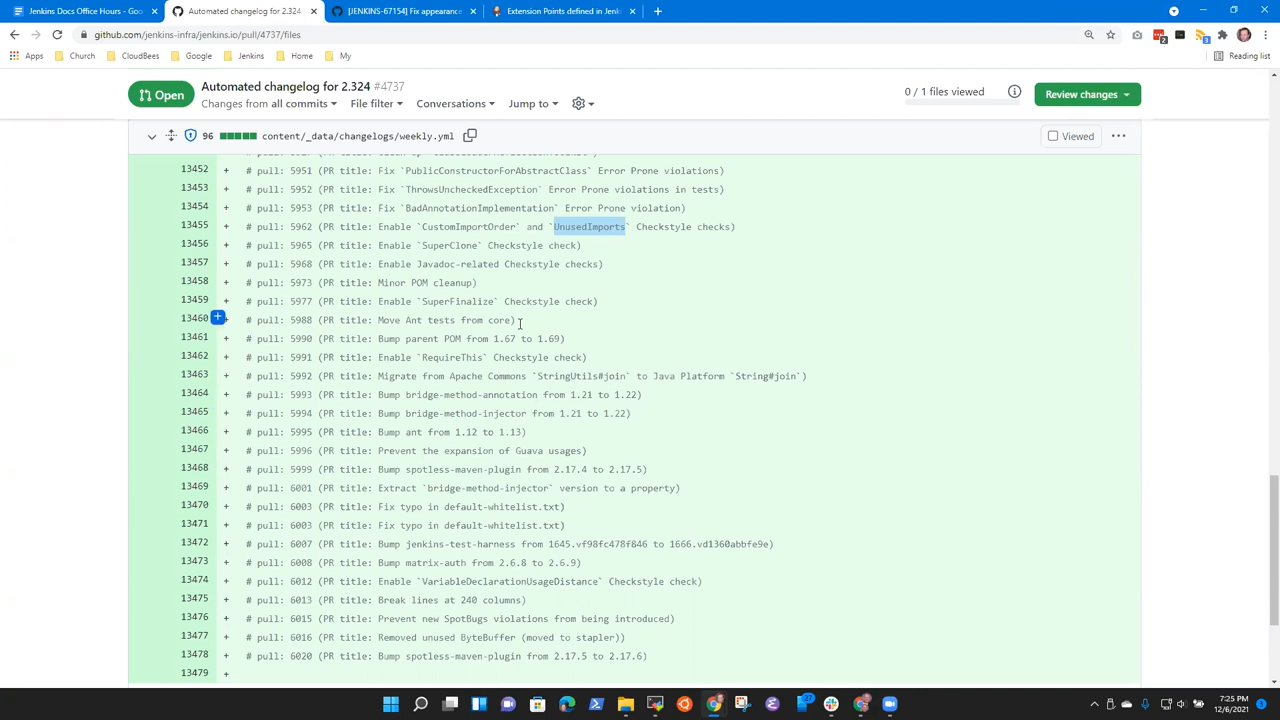 Jenkins Docs Office Hours - Goo
Automated changelog for 2.324
[JENKINS-67154] Fix appearance
Extension Points defined in Jenk
github.com/jenkins-infra/jenkins.io/pull/4737/files
Reading list
Apps
Church
CloudBees
Google
Jenkins
Home
My
Open
Automated changelog for 2.324 #4737
Changes from all commits
File filter
Conversations
Jump to
0 / 1 files viewed
Review changes
96
content/_data/changelogs/weekly.yml
Viewed
13452 + # pull: 5951 (PR title: Fix `PublicConstructorForAbstractClass` Error Prone violations)
13453 + # pull: 5952 (PR title: Fix `ThrowsUncheckedException` Error Prone violations in tests)
13454 + # pull: 5953 (PR title: Fix `BadAnnotationImplementation` Error Prone violation)
13455 + # pull: 5962 (PR title: Enable `CustomImportOrder` and `UnusedImports` Checkstyle checks)
13456 + # pull: 5965 (PR title: Enable `SuperClone` Checkstyle check)
13457 + # pull: 5968 (PR title: Enable Javadoc-related Checkstyle checks)
13458 + # pull: 5973 (PR title: Minor POM cleanup)
13459 + # pull: 5977 (PR title: Enable `SuperFinalize` Checkstyle check)
13460 + # pull: 5988 (PR title: Move Ant tests from core)
13461 + # pull: 5990 (PR title: Bump parent POM from 1.67 to 1.69)
13462 + # pull: 5991 (PR title: Enable `RequireThis` Checkstyle check)
13463 + # pull: 5992 (PR title: Migrate from Apache Commons `StringUtils#join` to Java Platform `String#join`)
13464 + # pull: 5993 (PR title: Bump bridge-method-annotation from 1.21 to 1.22)
13465 + # pull: 5994 (PR title: Bump bridge-method-injector from 1.21 to 1.22)
13466 + # pull: 5995 (PR title: Bump ant from 1.12 to 1.13)
13467 + # pull: 5996 (PR title: Prevent the expansion of Guava usages)
13468 + # pull: 5999 (PR title: Bump spotless-maven-plugin from 2.17.4 to 2.17.5)
13469 + # pull: 6001 (PR title: Extract `bridge-method-injector` version to a property)
13470 + # pull: 6003 (PR title: Fix typo in default-whitelist.txt)
13471 + # pull: 6003 (PR title: Fix typo in default-whitelist.txt)
13472 + # pull: 6007 (PR title: Bump jenkins-test-harness from 1645.vf98fc478f846 to 1666.vd1360abbfe9e)
13473 + # pull: 6008 (PR title: Bump matrix-auth from 2.6.8 to 2.6.9)
13474 + # pull: 6012 (PR title: Enable `VariableDeclarationUsageDistance` Checkstyle check)
13475 + # pull: 6013 (PR title: Break lines at 240 columns)
13476 + # pull: 6015 (PR title: Prevent new SpotBugs violations from being introduced)
13477 + # pull: 6016 (PR title: Removed unused ByteBuffer (moved to stapler))
13478 + # pull: 6020 (PR title: Bump spotless-maven-plugin from 2.17.5 to 2.17.6)
13479 +
7:25 PM
12/6/2021